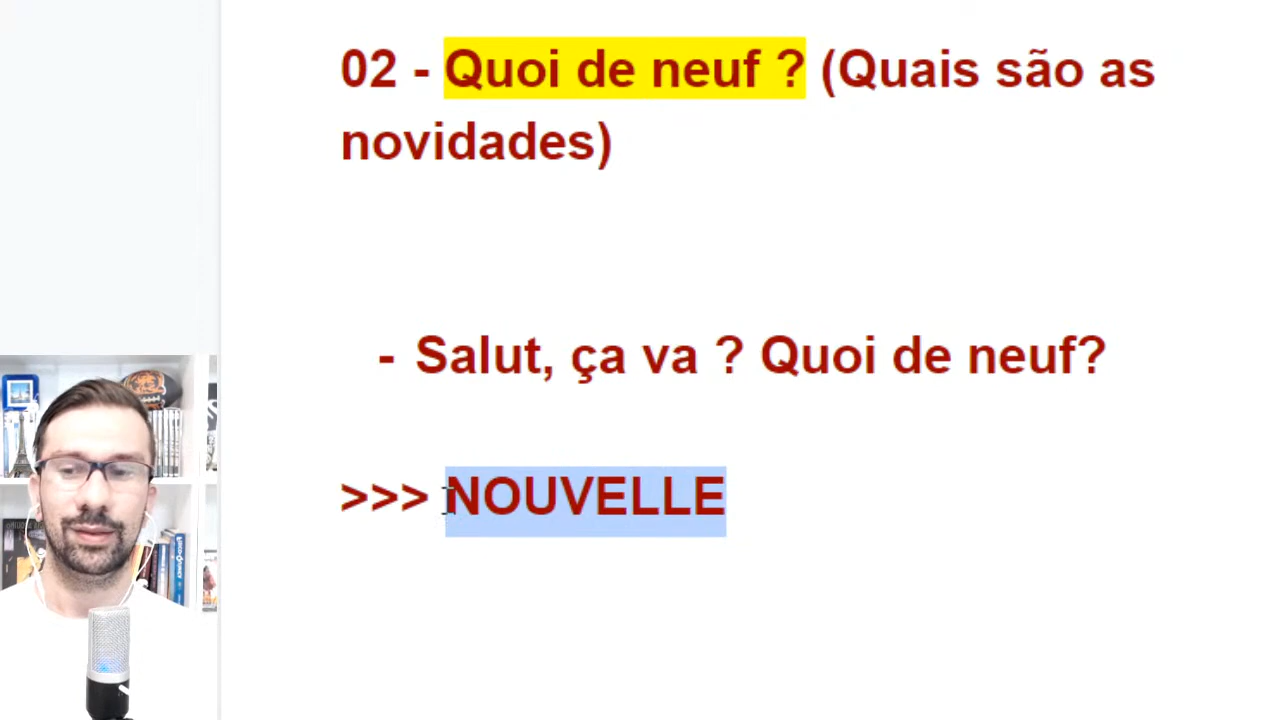 02 - Quoi de neuf ? (Quais são as
novidades)
- Salut, ça va ? Quoi de neuf?
>>> NOUVELLE